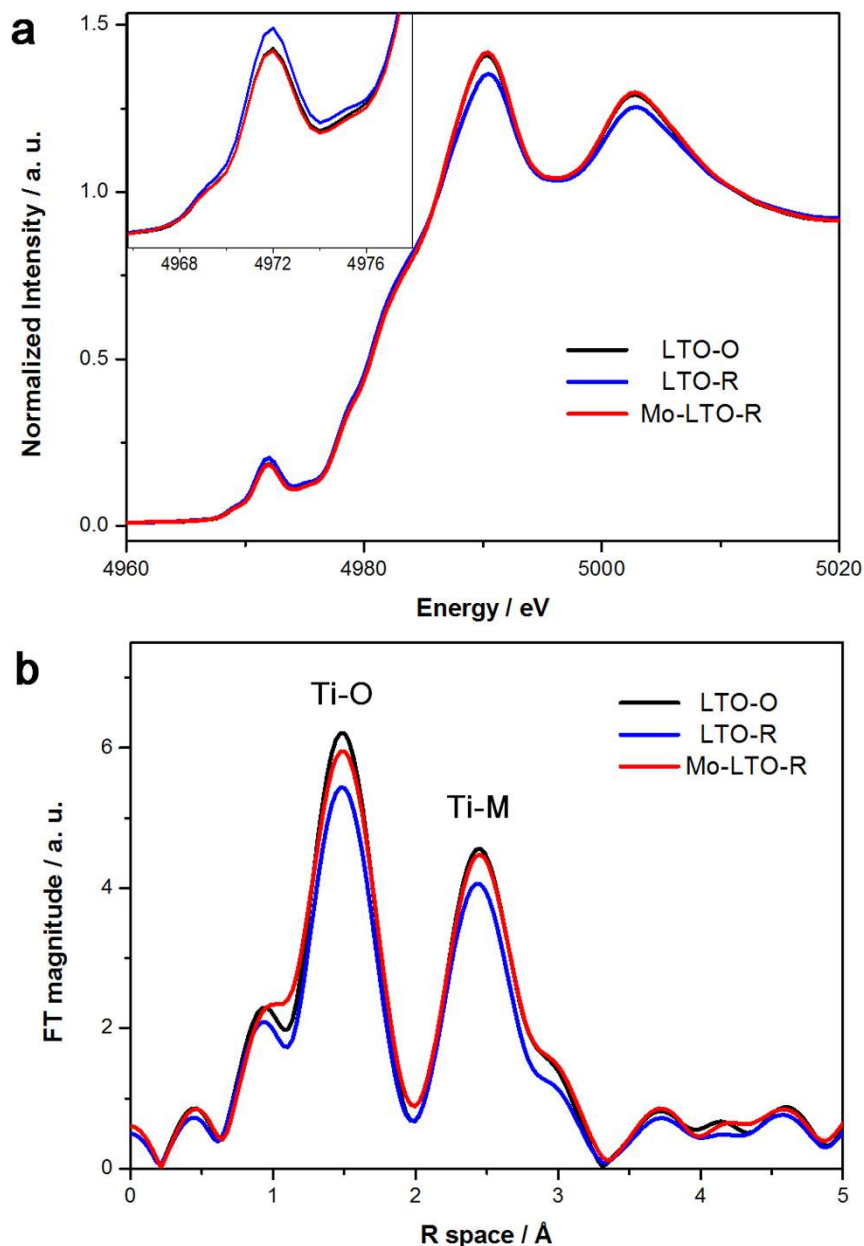 a
Normalized Intensity / a. u.
1.5
1.0
0.5
0.0
4968 4972 4976
LTO-O
LTO-R
Mo-LTO-R
4960 4980 5000 5020
Energy / eV
b
FT magnitude / a. u.
6
4
2
0
Ti-O
Ti-M
LTO-O
LTO-R
Mo-LTO-R
0 1 2 3 4 5
R space / Å